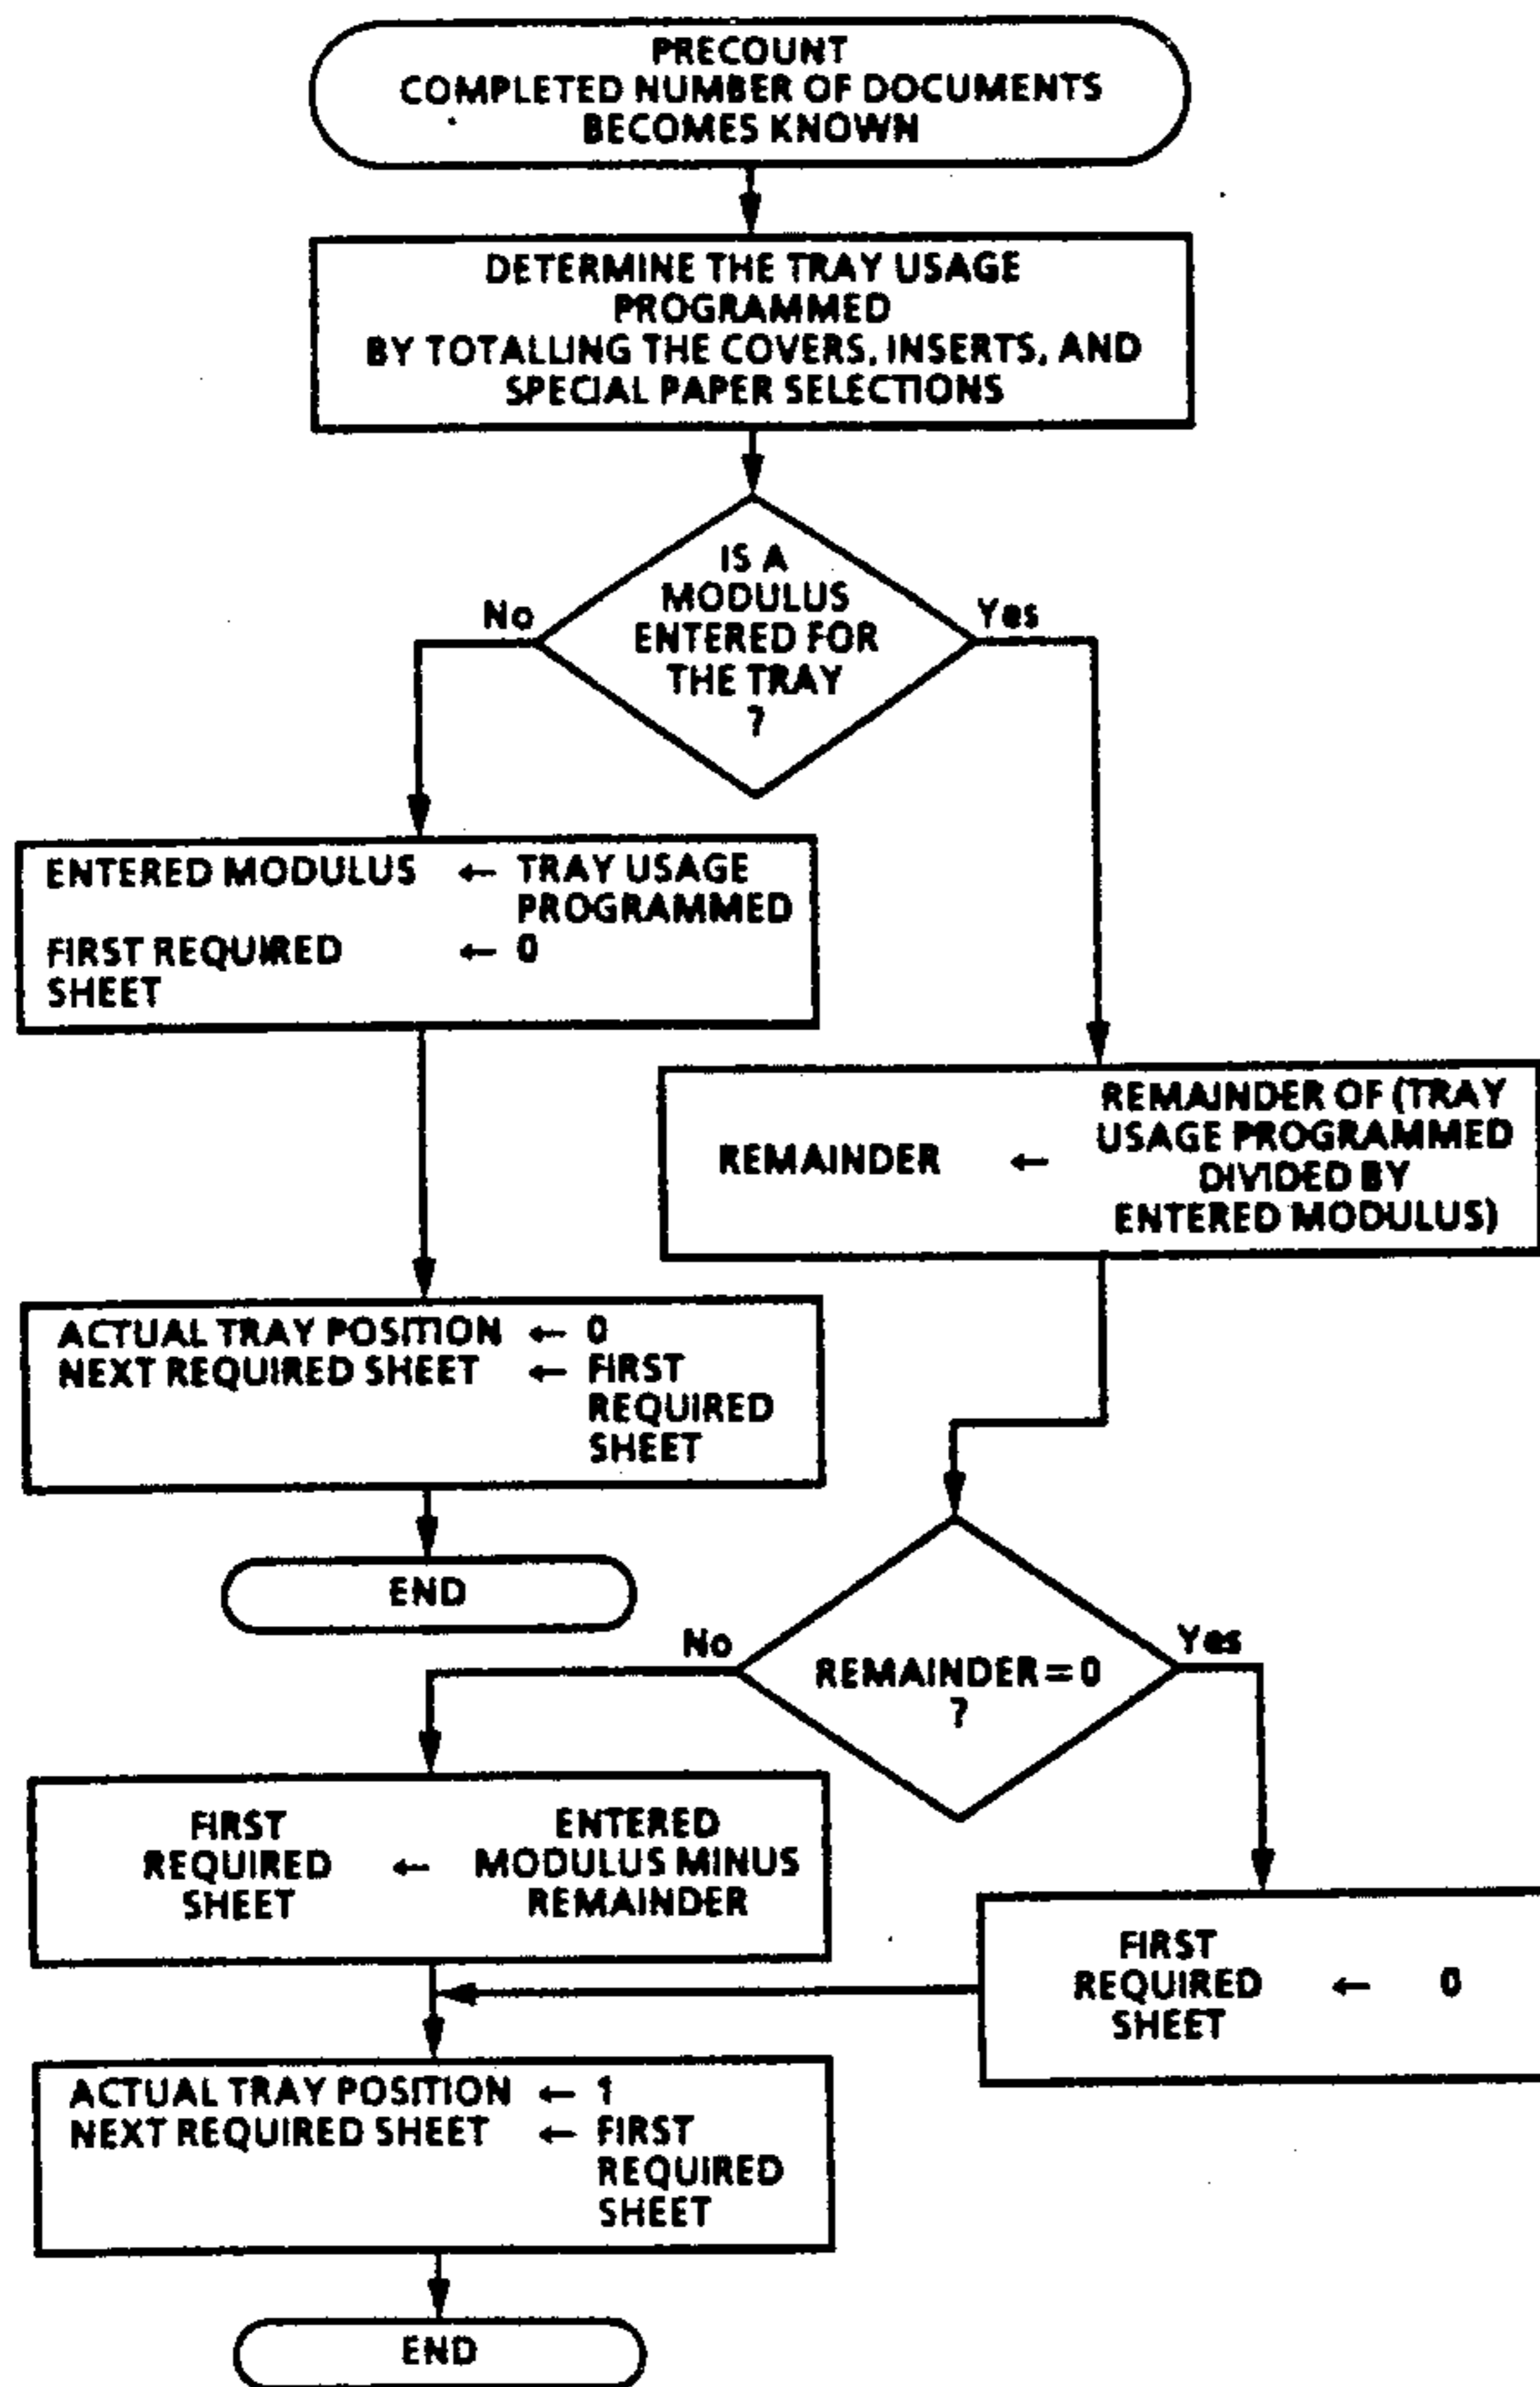 PRECOUNT
COMPLETED NUMBER OF DOCUMENTS
BECOMES KNOWN
DETERMINE THE TRAY USAGE
PROGRAMMED
BY TOTALLING THE COVERS, INSERTS, AND
SPECIAL PAPER SELECTIONS
IS A
MODULUS
ENTERED FOR
THE TRAY
?
No
Yes
ENTERED MODULUS ← TRAY USAGE
PROGRAMMED
FIRST REQUIRED ← 0
SHEET
REMAINDER OF (TRAY
USAGE PROGRAMMED
REMAINDER ←
DIVIDED BY
ENTERED MODULUS)
ACTUAL TRAY POSITION ← 0
NEXT REQUIRED SHEET ← FIRST
REQUIRED
SHEET
END
No
Yes
REMAINDER = 0
?
FIRST
REQUIRED
SHEET
←
ENTERED
MODULUS MINUS
REMAINDER
FIRST
REQUIRED ← 0
SHEET
ACTUAL TRAY POSITION ← 1
NEXT REQUIRED SHEET ← FIRST
REQUIRED
SHEET
END